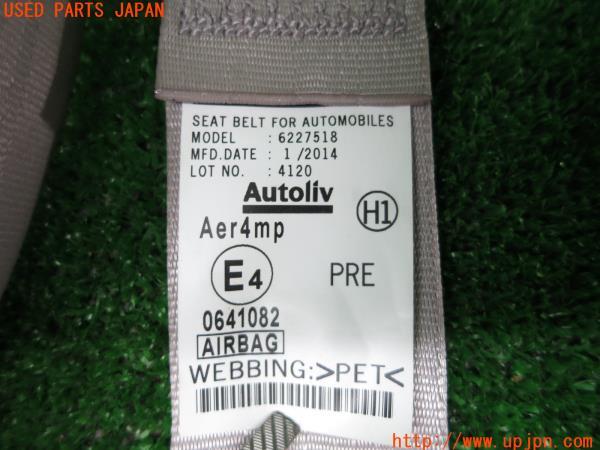 USED PARTS JAPAN
SEAT BELT FOR AUTOMOBILES
MODEL : 6227518
MFD.DATE : 1 /2014
LOT NO. : 4120
Autoliv
H1
Aer4mp
E4
PRE
0641082
AIRBAG
WEBBING:>PET<
http://www.upjpn.com